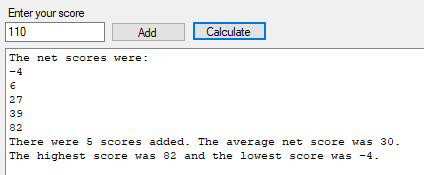 Enter your score
110
Add
Calculate
The net scores were:
-4
6
27
39
82
There were 5 scores added. The average net score was 30.
The highest score was 82 and the lowest score was -4.